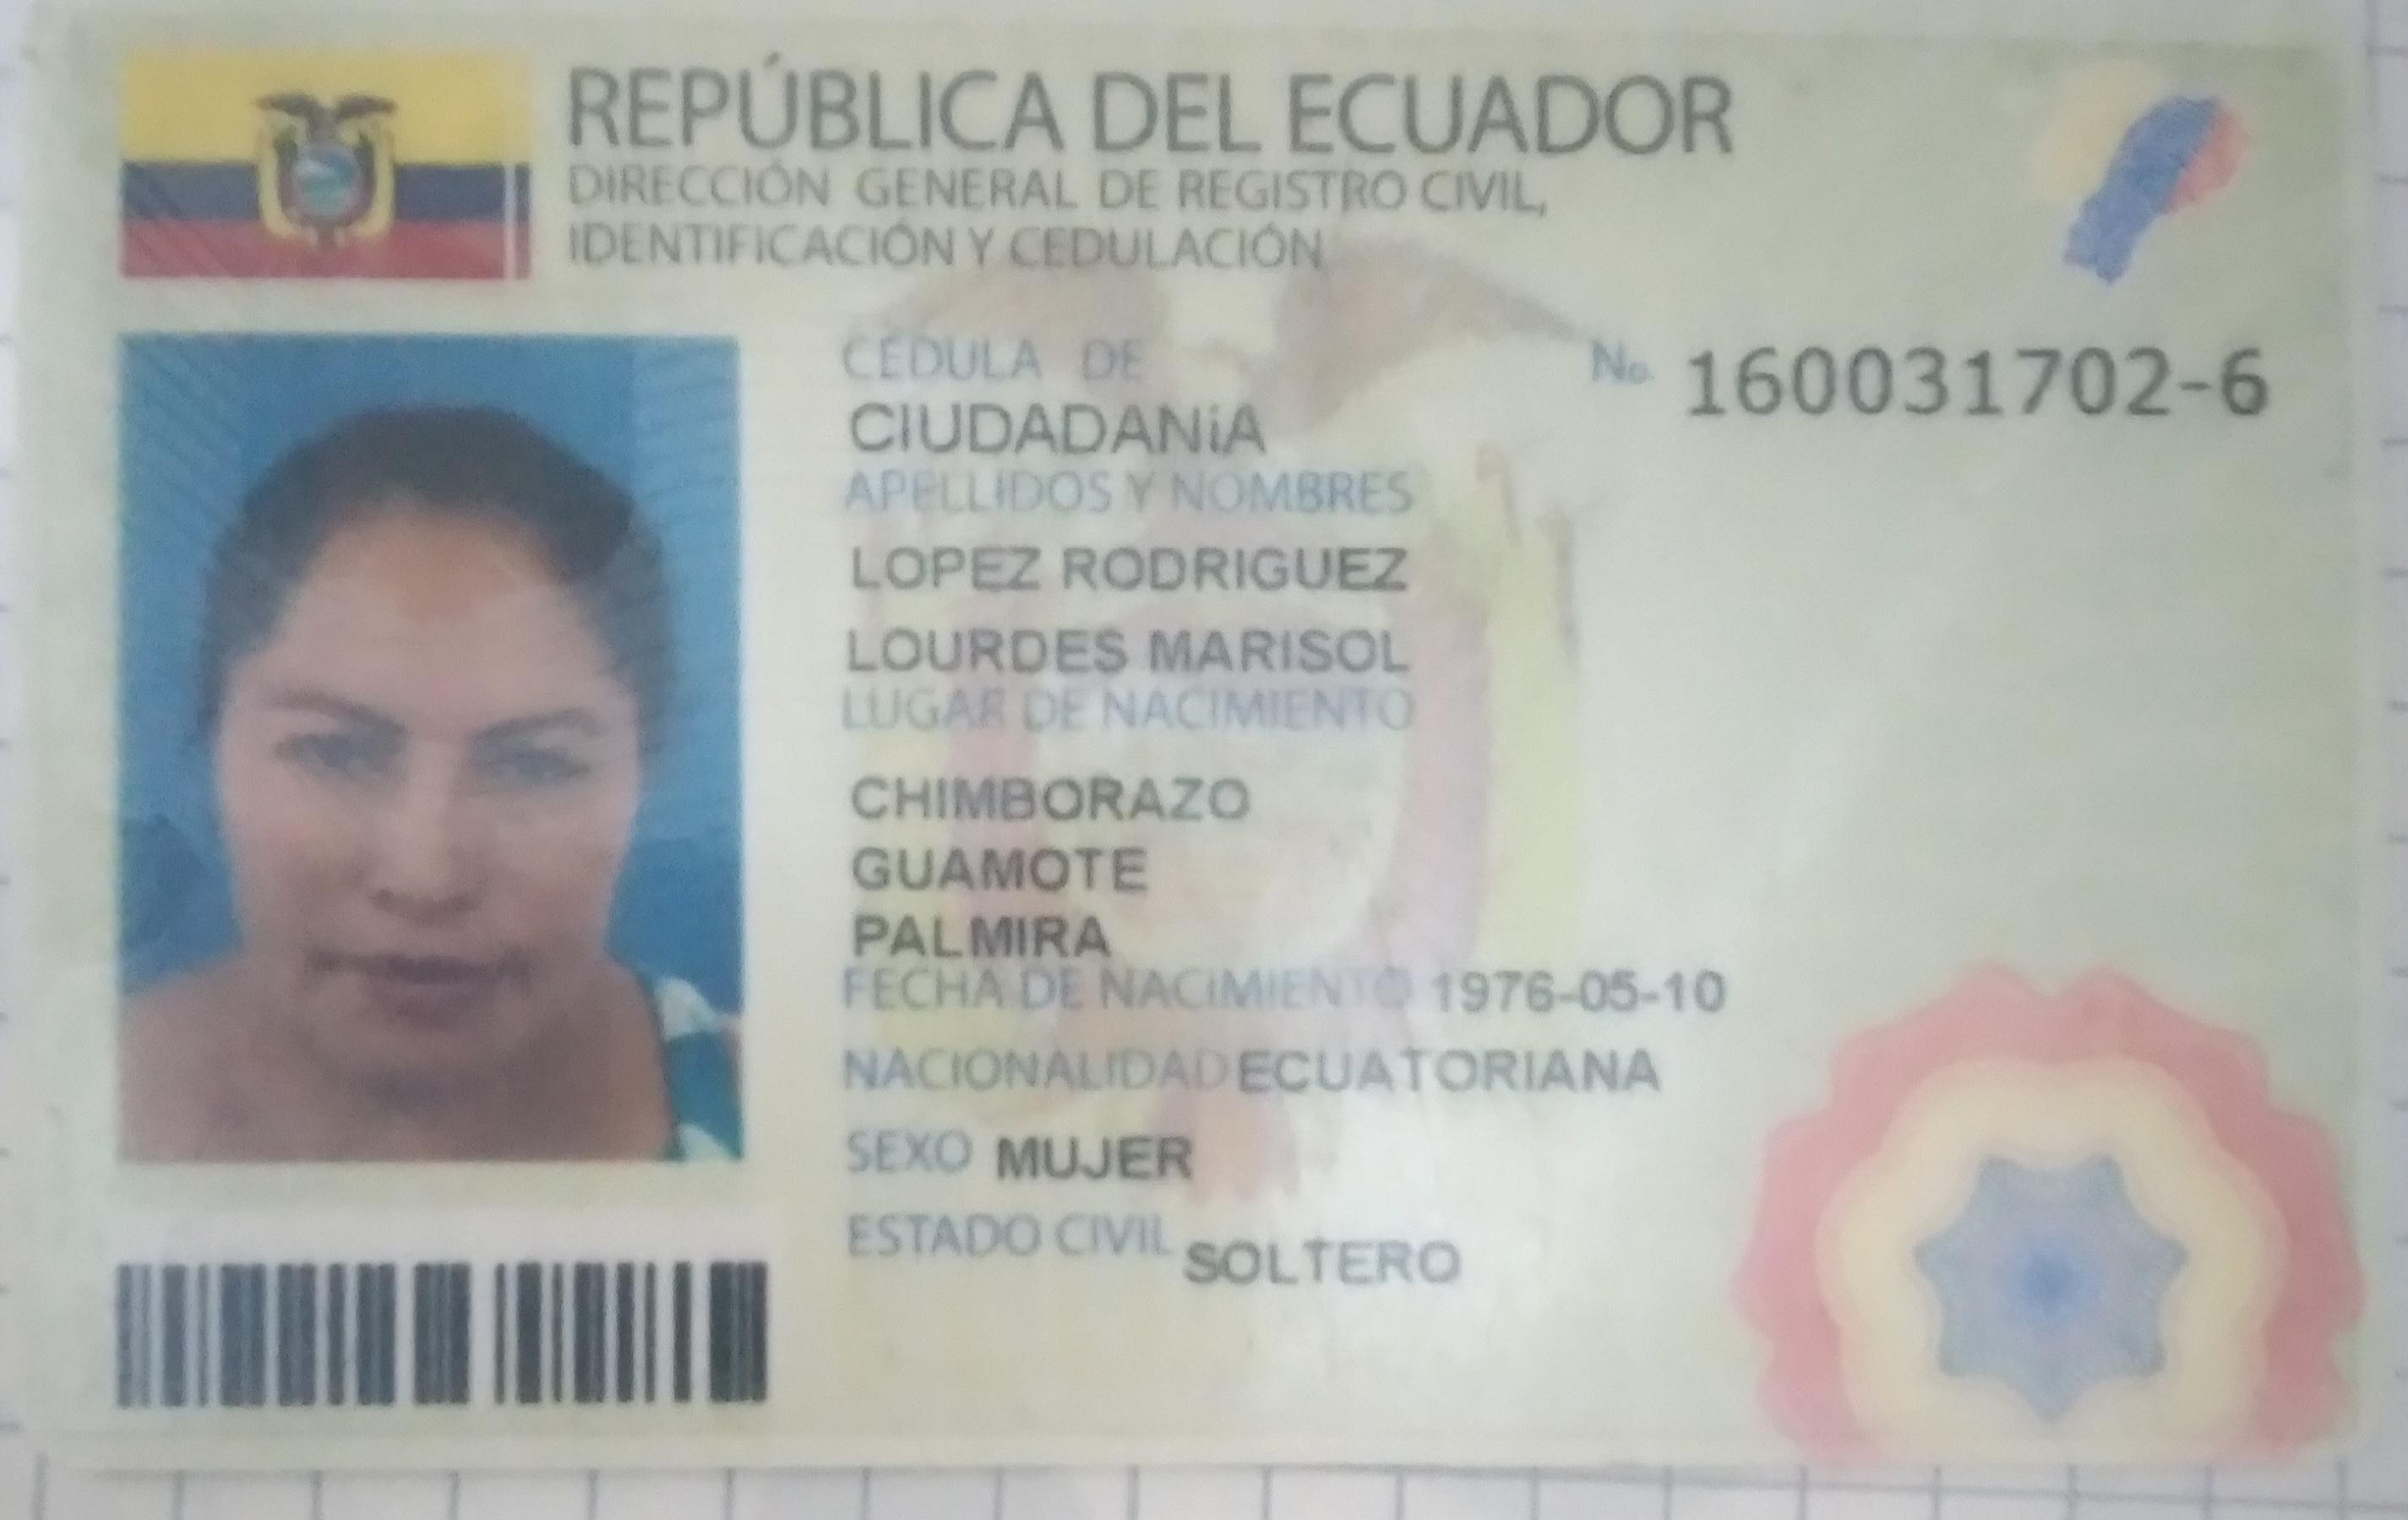 REPÚBLICA DEL ECUADOR
DIRECCIÓN GENERAL DE REGISTRO CIVIL,
IDENTIFICACIÓN Y CEDULACIÓN
CÉDULA DE
No. 160031702-6
CIUDADANiA
APELLIDOS Y NOMBRES
LOPEZ RODRIGUEZ
LOURDES MARISOL
LUGAR DE NACIMIENTO
CHIMBORAZO
GUAMOTE
PALMIRA
FECHA DE NACIMIENTO 1976-05-10
NACIONALIDAD ECUATORIANA
SEXO MUJER
ESTADO CIVIL SOLTERO